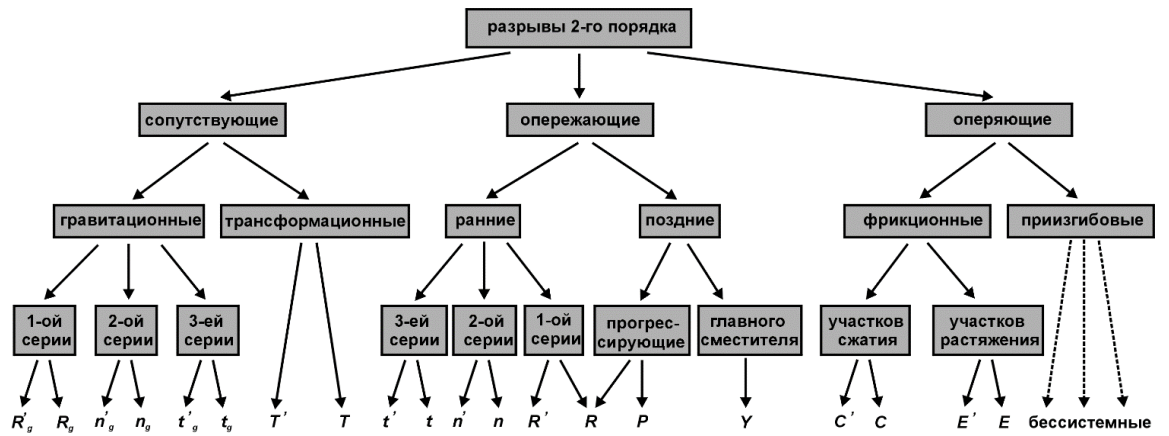 разрывы 2-го порядка
сопутствующие опережающие оперяющие
гравитационные трансформационные ранние поздние фрикционные приизгибовые
1-ой серии 2-ой серии 3-ей серии 3-ей серии 2-ой серии 1-ой серии прогрес-сирующие главного сместителя участков сжатия участков растяжения
R'g Rg n'g ng t'g tg T' T t' t n' n R' R P Y C' C E' E бессистемные